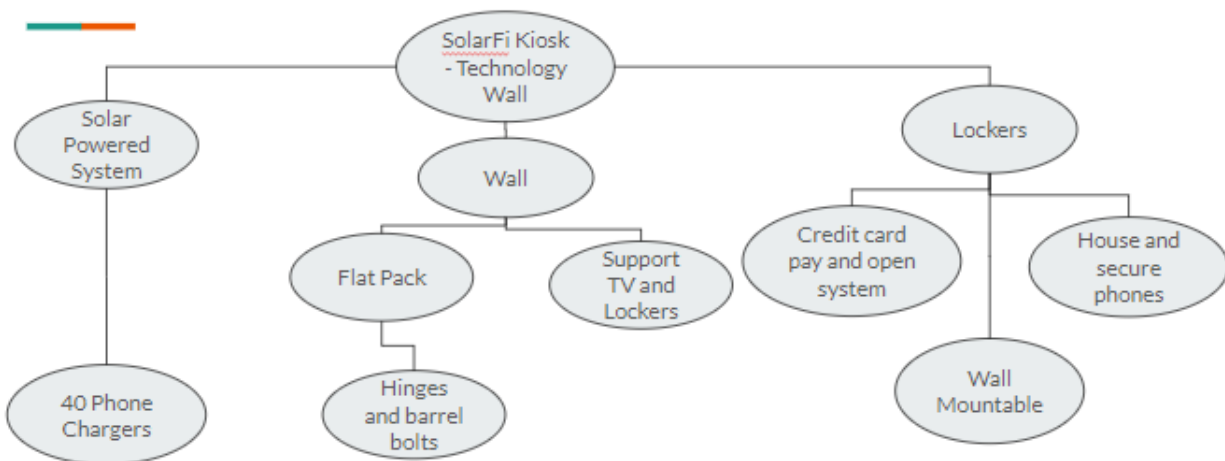 SolarFi Kiosk
- Technology
Wall
Solar
Powered
System
Lockers
Wall
Credit card
pay and open
system
House and
secure
phones
Flat Pack
Support
TV and
Lockers
40 Phone
Chargers
Hinges
and barrel
bolts
Wall
Mountable